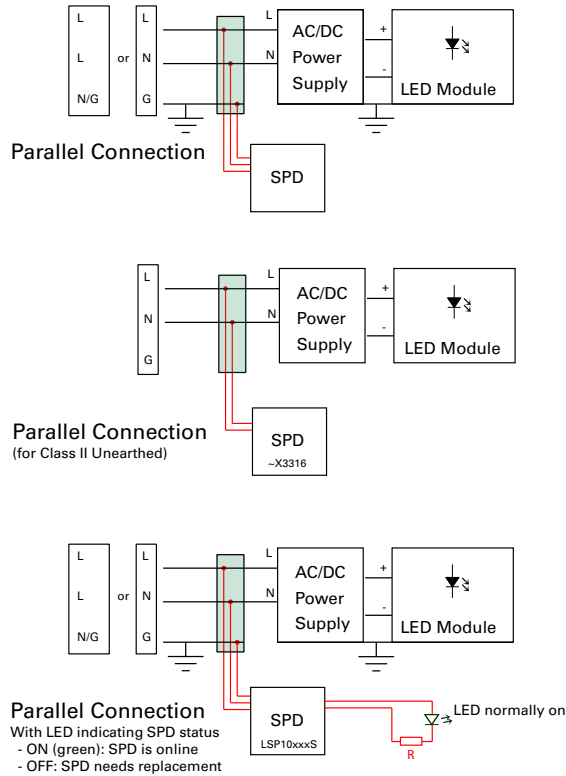 L
L
N/G
or
L
N
G
L
N
AC/DC
Power
Supply
+
-
LED Module
Parallel Connection
SPD
L
N
G
L
N
AC/DC
Power
Supply
+
-
LED Module
Parallel Connection
(for Class II Unearthed)
SPD
~X3316
L
L
N/G
or
L
N
G
L
N
AC/DC
Power
Supply
+
-
LED Module
Parallel Connection
With LED indicating SPD status
- ON (green): SPD is online
- OFF: SPD needs replacement
SPD
LSP10xxxS
LED normally on
R